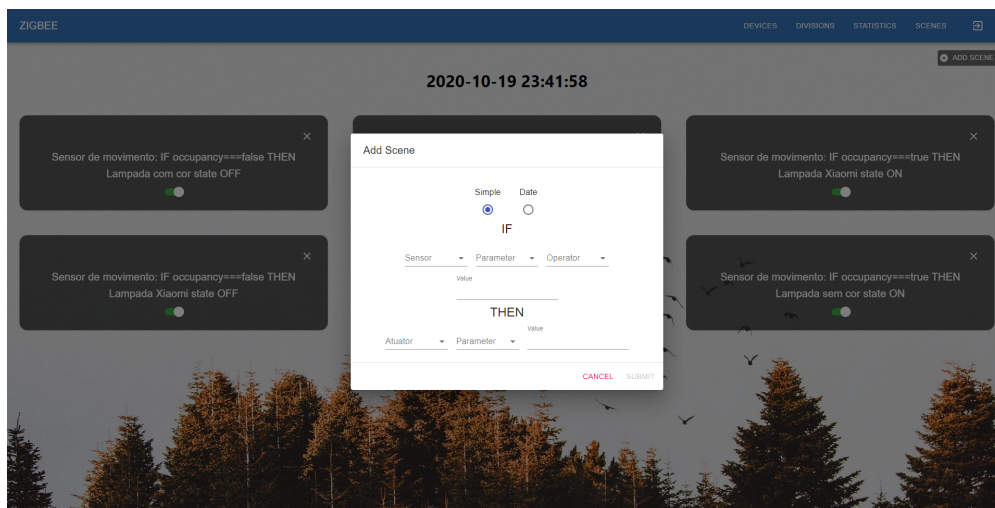 ZIGBEE
DEVICES DIVISIONS STATISTICS SCENES
ADD SCENE
2020-10-19 23:41:58
Sensor de movimento: IF occupancy===false THEN
Lampada com cor state OFF
Sensor de movimento: IF occupancy===true THEN
Lampada Xiaomi state ON
Sensor de movimento: IF occupancy===false THEN
Lampada Xiaomi state OFF
Sensor de movimento: IF occupancy===true THEN
Lampada sem cor state ON
Add Scene
Simple Date
IF
Sensor Parameter Operator
Value
THEN
Atuator Parameter Value
CANCEL SUBMIT